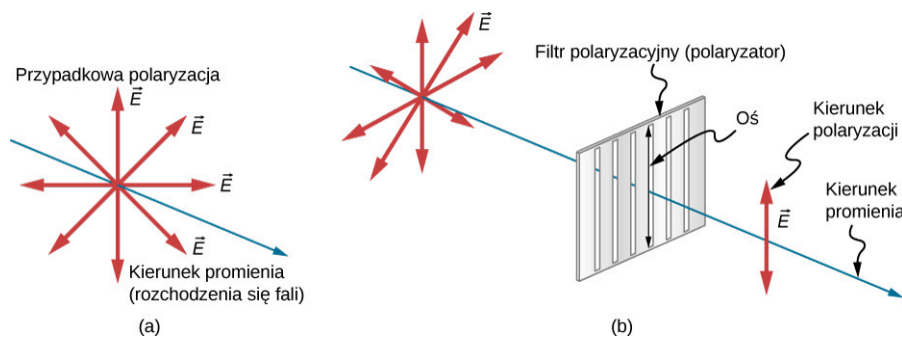 Przypadkowa polaryzacja
E
E
E
E
Kierunek promienia
(rozchodzenia się fali)
(a)
E
Filtr polaryzacyjny (polaryzator)
Oś
Kierunek
polaryzacji
E
Kierunek
promienia
(b)